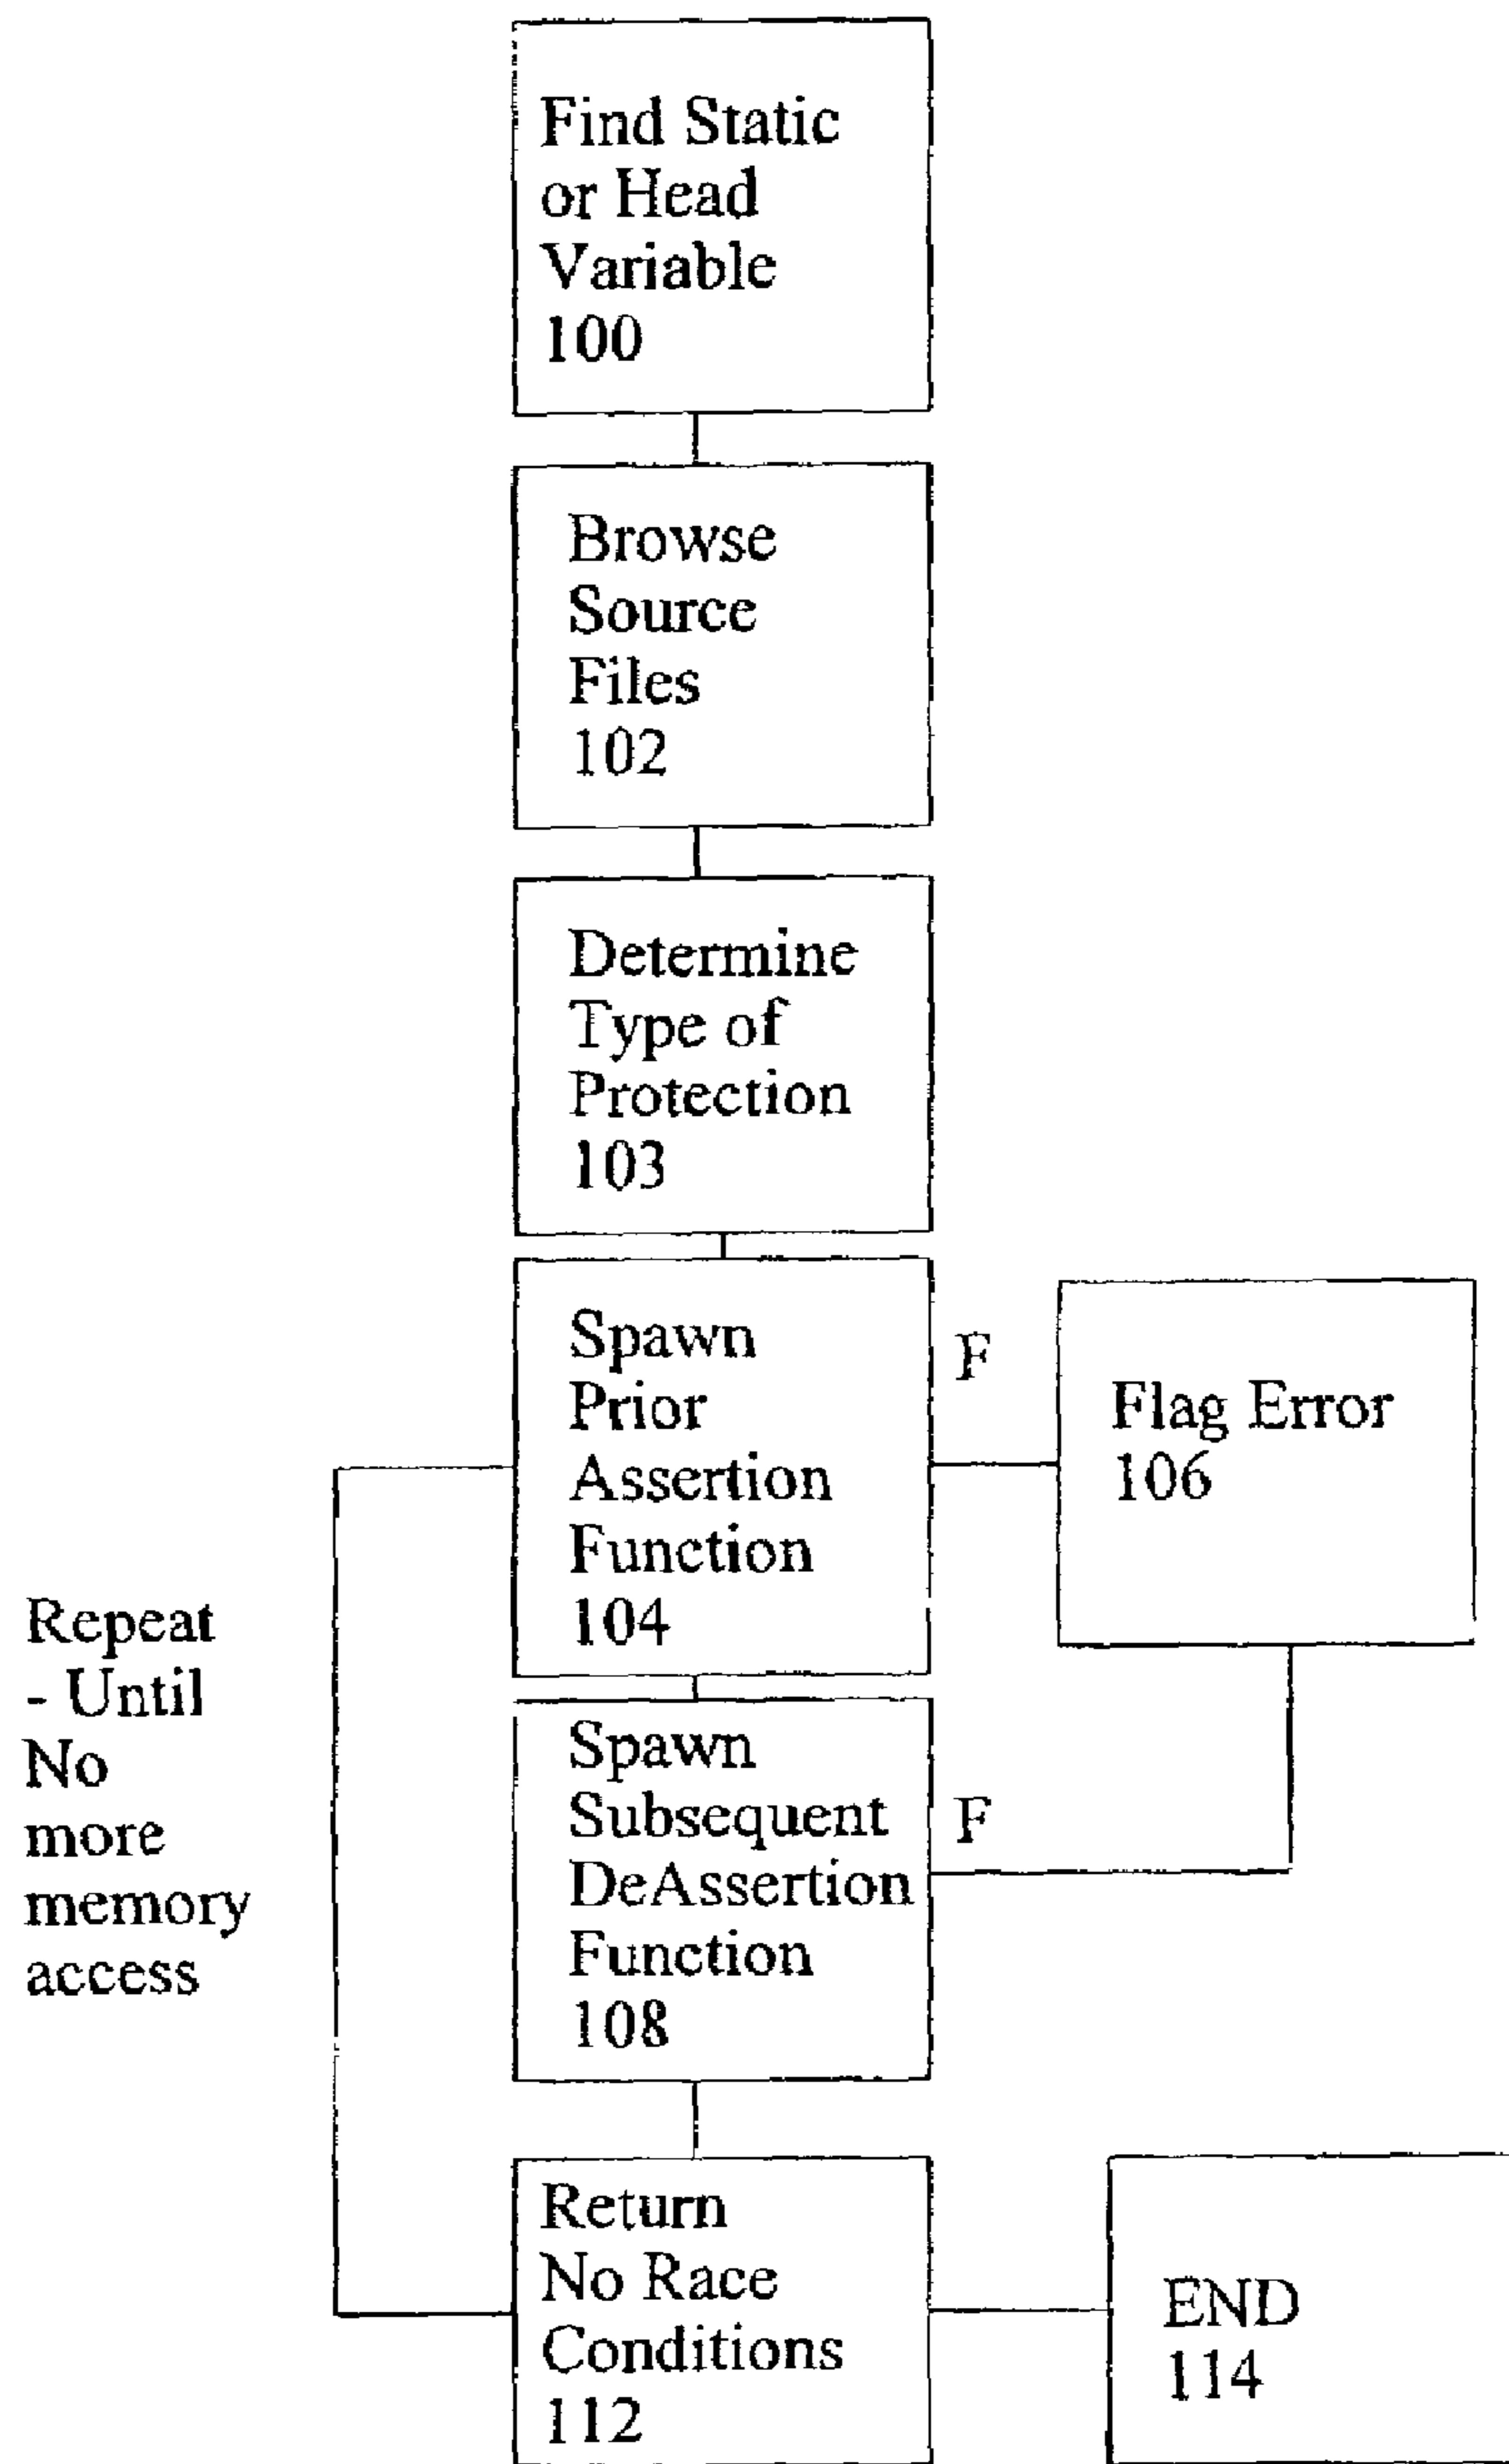 Find Static
or Head
Variable
100
Browse
Source
Files
102
Determine
Type of
Protection
103
Spawn
Prior
Assertion
Function
104
F
Flag Error
106
Repeat
- Until
No
more
memory
access
Spawn
Subsequent
DeAssertion
Function
108
F
Return
No Race
Conditions
112
END
114